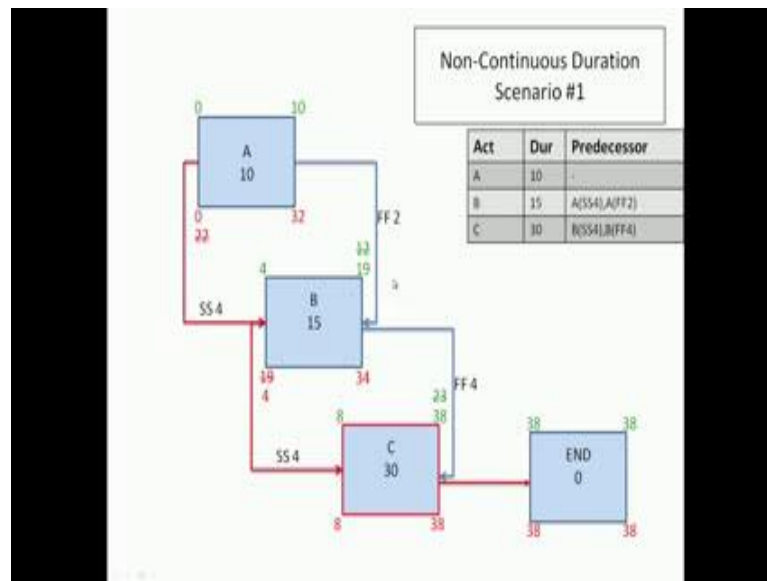 Non-Continuous Duration
Scenario #1
Act Dur Predecessor
A 10 -
B 15 A(SS4),A(FF2)
C 30 B(SS4),B(FF4)
0 10
A
10
0 32
22
FF 2
12
4 19
B
15
SS 4
19 34
4
FF 4
23
8 38
C
30
SS 4
8 38
38 38
END
0
38 38